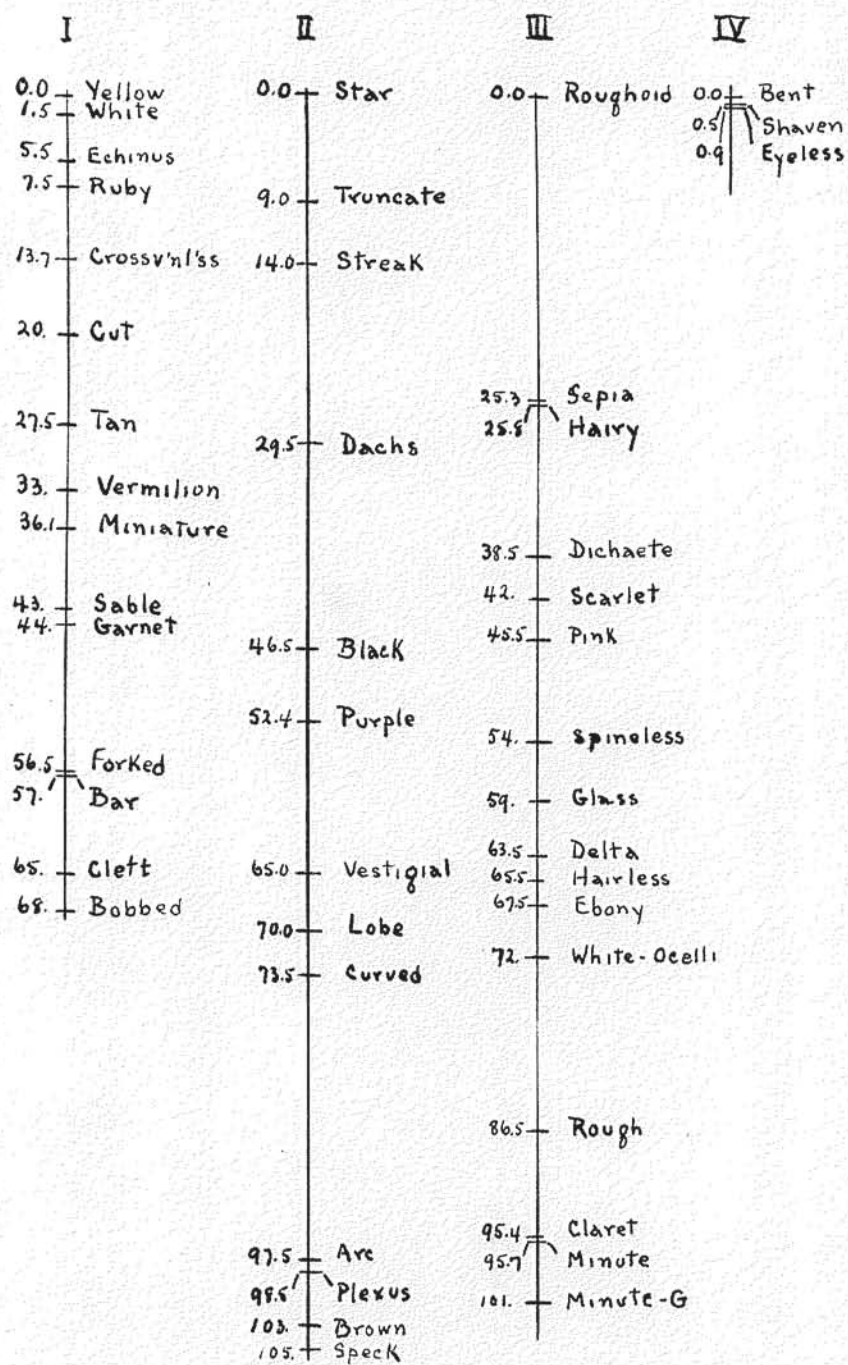 I
0.0 Yellow
1.5 White
5.5 Echinus
7.5 Ruby
13.7 Crossv'nl'ss
20. Cut
27.5 Tan
33. Vermilion
36.1 Miniature
43. Sable
44. Garnet
56.5 Forked
57. Bar
65. Cleft
68. Bobbed
II
0.0 Star
9.0 Truncate
14.0 Streak
29.5 Dachs
46.5 Black
52.4 Purple
65.0 Vestigial
70.0 Lobe
73.5 Curved
97.5 Arc
98.5 Plexus
103. Brown
105. Speck
III
0.0 Roughoid
25.3 Sepia
25.8 Hairy
38.5 Dichaete
42. Scarlet
45.5 Pink
54. Spineless
59. Glass
63.5 Delta
65.5 Hairless
67.5 Ebony
72. White-Ocelli
86.5 Rough
95.4 Claret
95.7 Minute
101. Minute-G
IV
0.0 Bent
0.5 Shaven
0.9 Eyeless